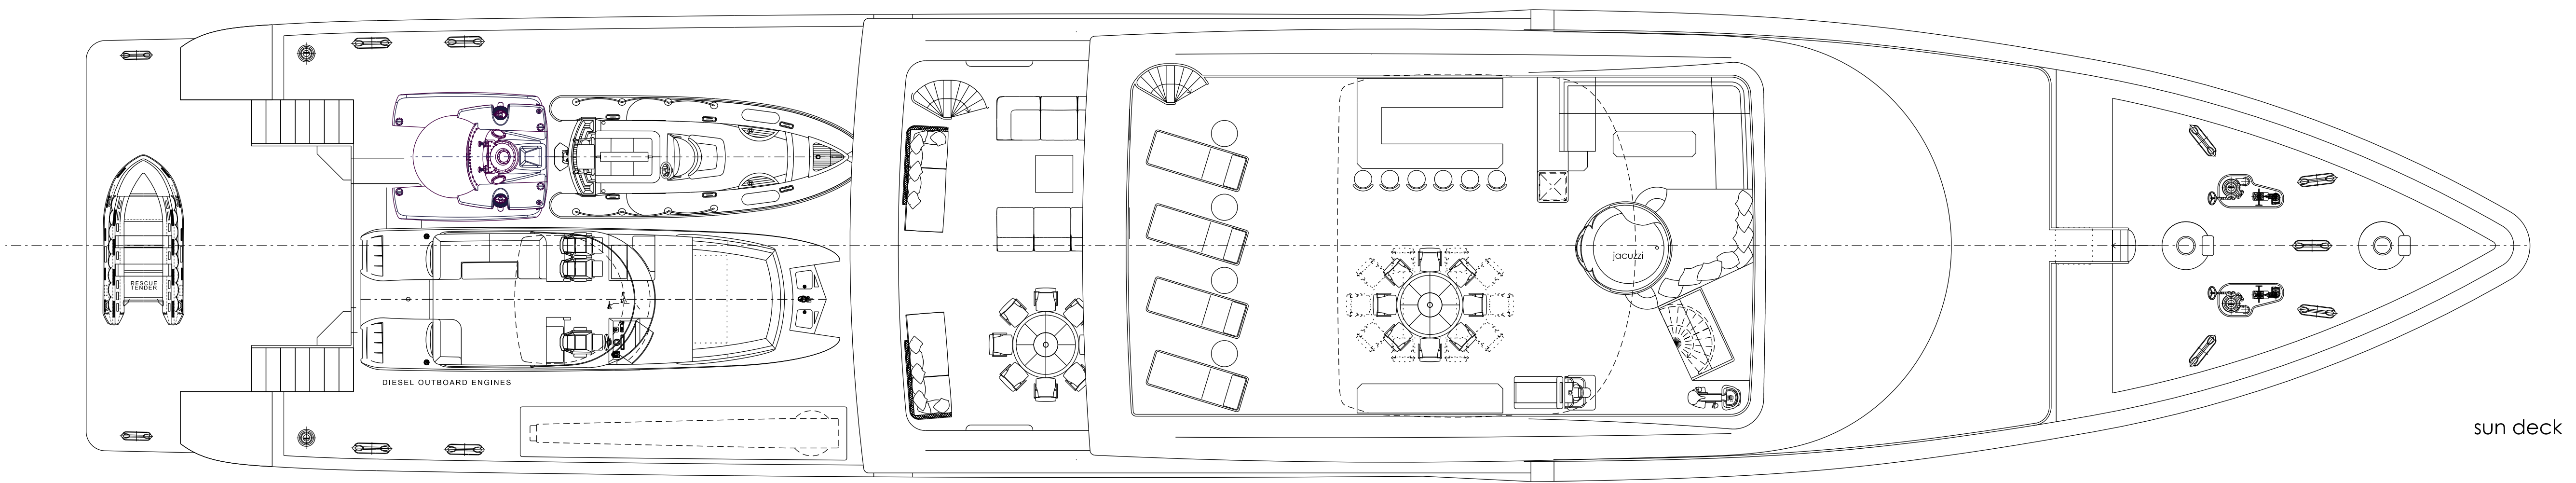 RESCUE
TENDER
DIESEL OUTBOARD ENGINES
jacuzzi
sun deck